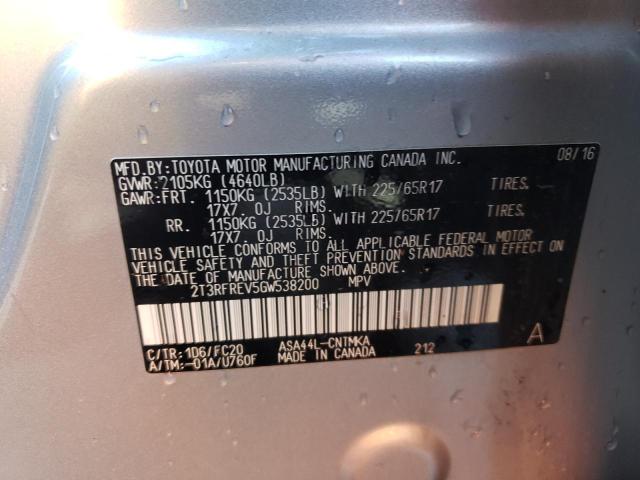 MFD.BY:TOYOTA MOTOR MANUFACTURING CANADA INC. 08/16
GVWR:2105KG (4640LB)
GAWR:FRT. 1150KG (2535LB) WITH 225/65R17 TIRES,
17X7.0J RIMS.
RR. 1150KG (2535LB) WITH 225/65R17 TIRES,
17X7.0J RIMS.
THIS VEHICLE CONFORMS TO ALL APPLICABLE FEDERAL MOTOR
VEHICLE SAFETY AND THEFT PREVENTION STANDARDS IN EFFECT ON
THE DATE OF MANUFACTURE SHOWN ABOVE.
2T3RFREV5GW538200 MPV
C/TR:1D6/FC20 ASA44L-CNTMKA A
A/TM:-01A/U760F MADE IN CANADA 212